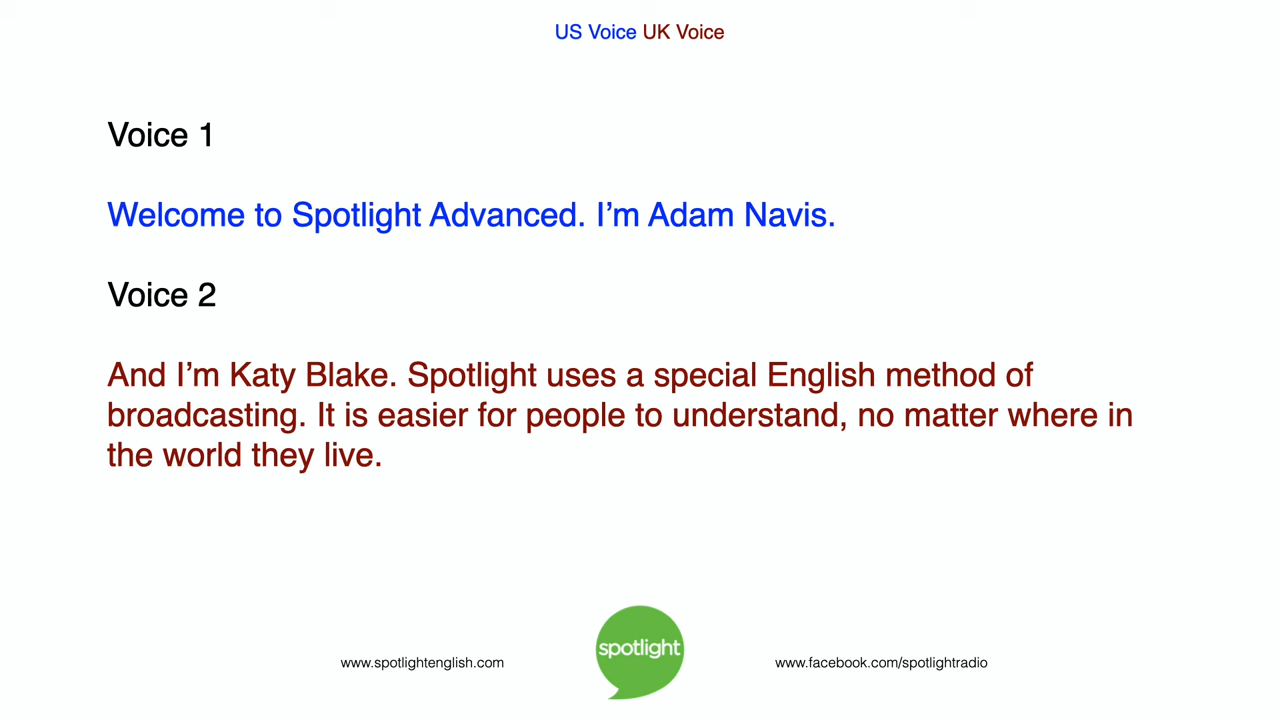 US Voice UK Voice
Voice 1
Welcome to Spotlight Advanced. I’m Adam Navis.
Voice 2
And I’m Katy Blake. Spotlight uses a special English method of
broadcasting. It is easier for people to understand, no matter where in
the world they live.
www.spotlightenglish.com
spotlight
www.facebook.com/spotlightradio